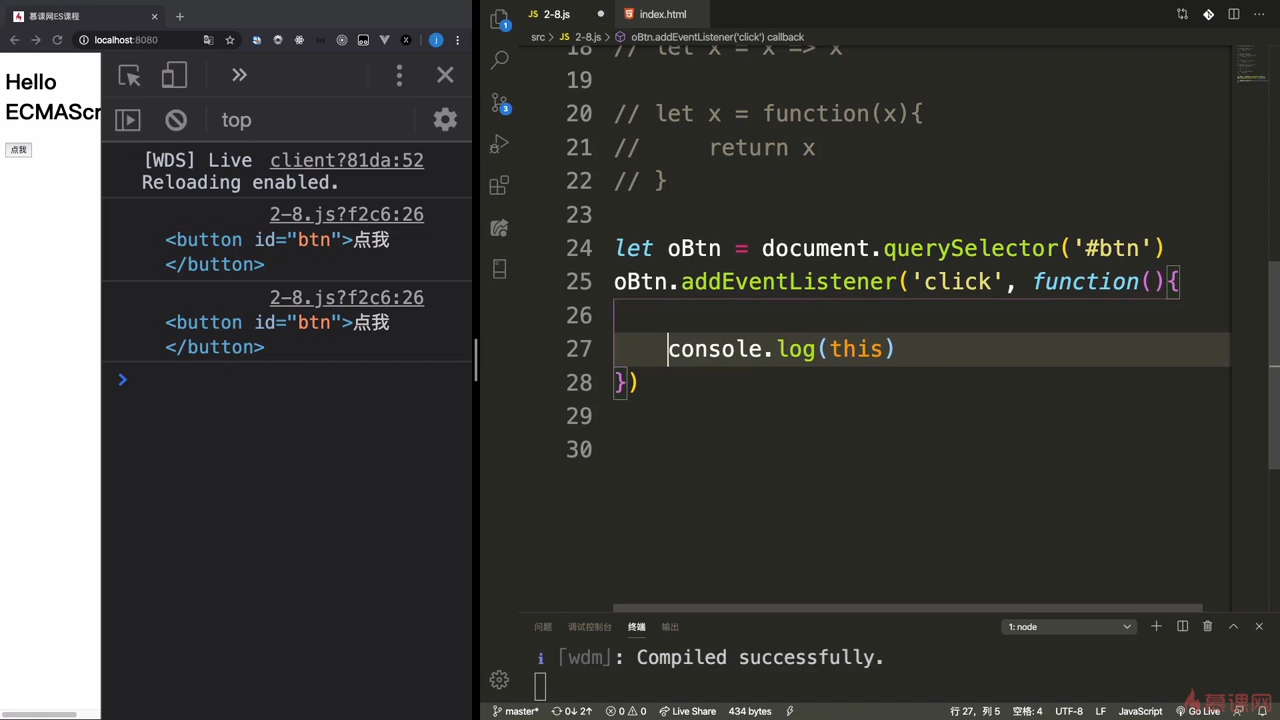 慕课网ES课程
localhost:8080
Hello
ECMAScr
点我
top
[WDS] Live client?81da:52
Reloading enabled.
2-8.js?f2c6:26
<button id="btn">点我
</button>
2-8.js?f2c6:26
<button id="btn">点我
</button>
2-8.js
index.html
src > 2-8.js > oBtn.addEventListener('click') callback
18 // let x = x => x
19
20 // let x = function(x){
21 //     return x
22 // }
23
24 let oBtn = document.querySelector('#btn')
25 oBtn.addEventListener('click', function(){
26
27     console.log(this)
28 })
29
30
问题 调试控制台 终端 输出 1: node
i ｢wdm｣: Compiled successfully.
master* 0↓ 2↑ 0 0 Live Share 434 bytes 行 27, 列 5 空格: 4 UTF-8 LF JavaScript Go Live
慕课网